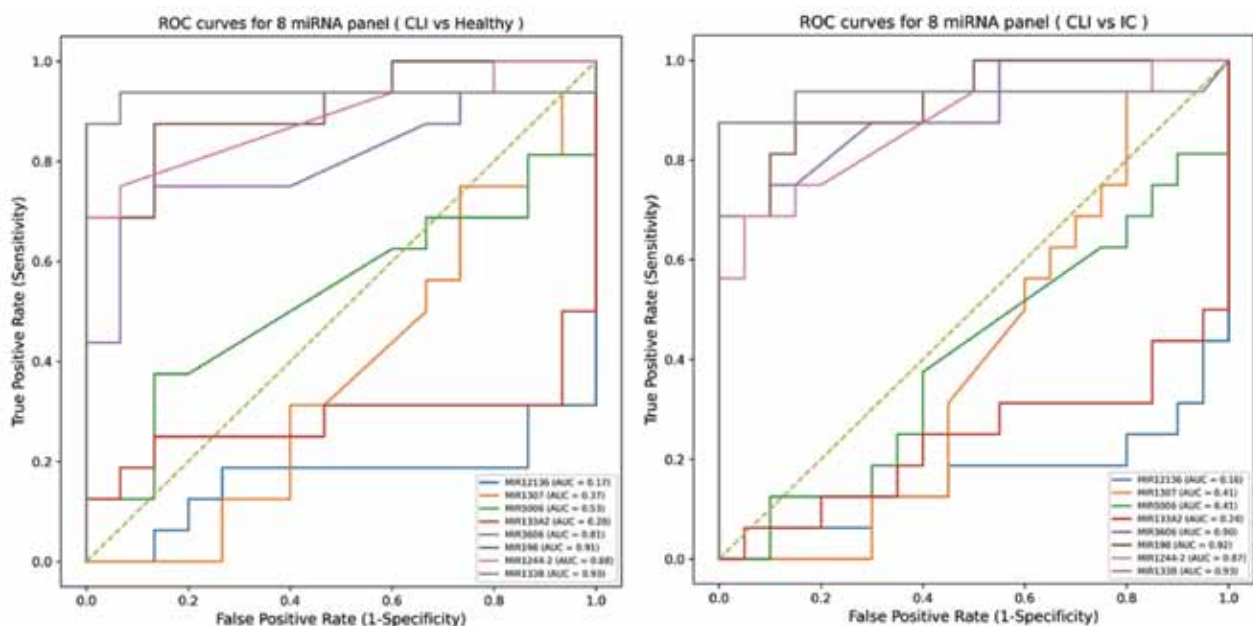 ROC curves for 8 miRNA panel ( CLI vs Healthy )
True Positive Rate (Sensitivity)
1.0
0.8
0.6
0.4
0.2
0.0
MIR12136 (AUC = 0.17)
MIR1307 (AUC = 0.37)
MIR5006 (AUC = 0.53)
MIR133A2 (AUC = 0.28)
MIR3606 (AUC = 0.81)
MIR198 (AUC = 0.91)
MIR1244-2 (AUC = 0.88)
MIR1338 (AUC = 0.93)
0.0 0.2 0.4 0.6 0.8 1.0
False Positive Rate (1-Specificity)
ROC curves for 8 miRNA panel ( CLI vs IC )
True Positive Rate (Sensitivity)
1.0
0.8
0.6
0.4
0.2
0.0
MIR12136 (AUC = 0.16)
MIR1307 (AUC = 0.41)
MIR5006 (AUC = 0.41)
MIR133A2 (AUC =
MIR3606 (AUC = 0.90)
MIR198 (AUC = 0.92)
MIR1244-2 (AUC = 0.87)
MIR1338 (AUC = 0.93)
0.0 0.2 0.4 0.6 0.8 1.0
False Positive Rate (1-Specificity)